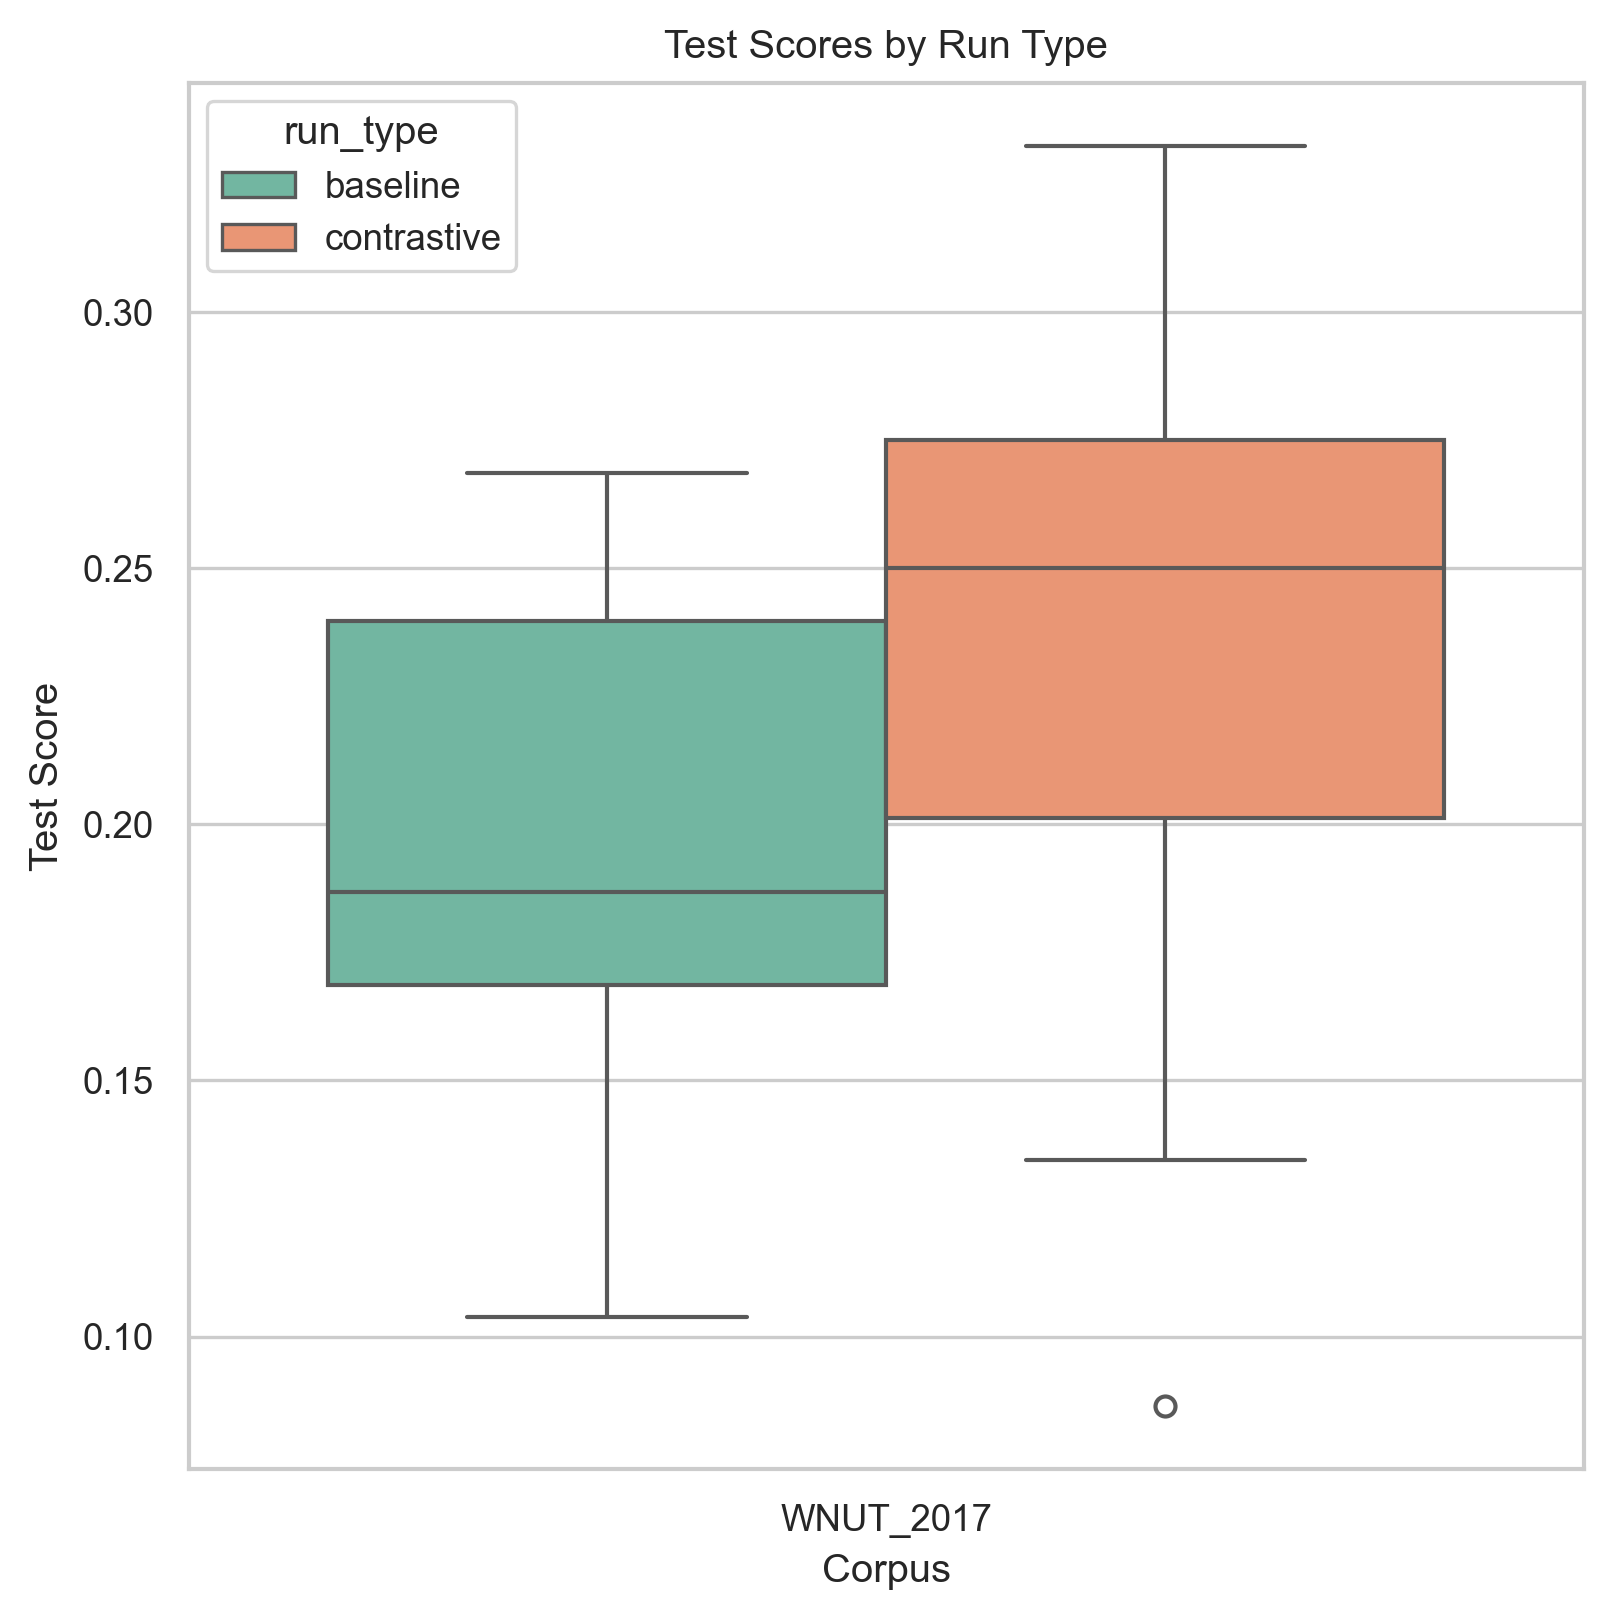 Test Scores by Run Type
run_type
baseline
contrastive
0.30
0.25
0.20
0.15
0.10
Test Score
WNUT_2017
Corpus